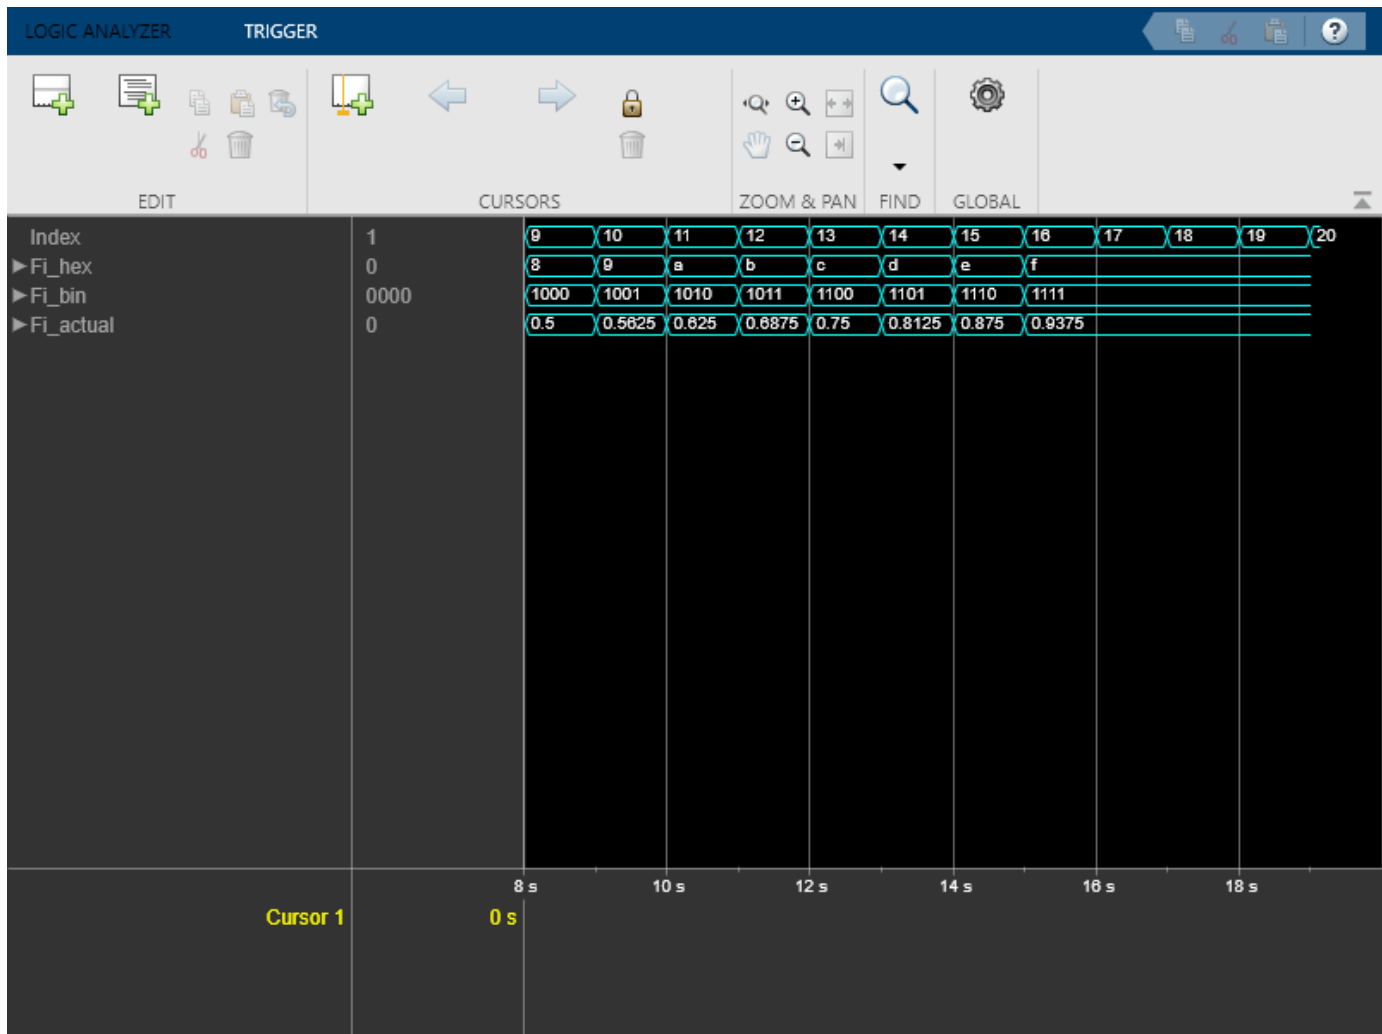 LOGIC ANALYZER TRIGGER
EDIT CURSORS ZOOM & PAN FIND GLOBAL
Index 1 9 10 11 12 13 14 15 16 17 18 19 20
Fi_hex 0 8 9 a b c d e f
Fi_bin 0000 1000 1001 1010 1011 1100 1101 1110 1111
Fi_actual 0 0.5 0.5625 0.625 0.6875 0.75 0.8125 0.875 0.9375
8 s 10 s 12 s 14 s 16 s 18 s
Cursor 1 0 s